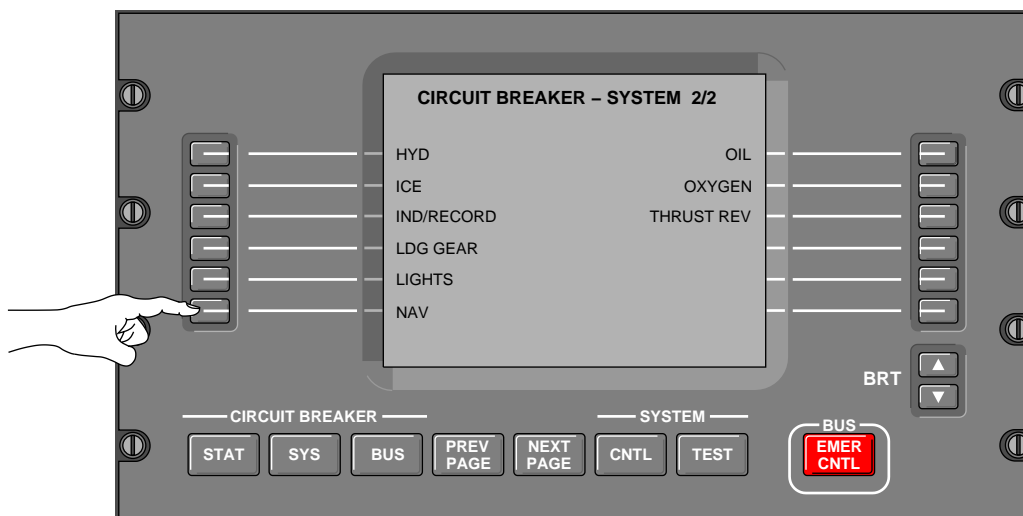 CIRCUIT BREAKER – SYSTEM 2/2
HYD OIL
ICE OXYGEN
IND/RECORD THRUST REV
LDG GEAR
LIGHTS
NAV
BRT
CIRCUIT BREAKER SYSTEM BUS
STAT SYS BUS PREV PAGE NEXT PAGE CNTL TEST EMER CNTL